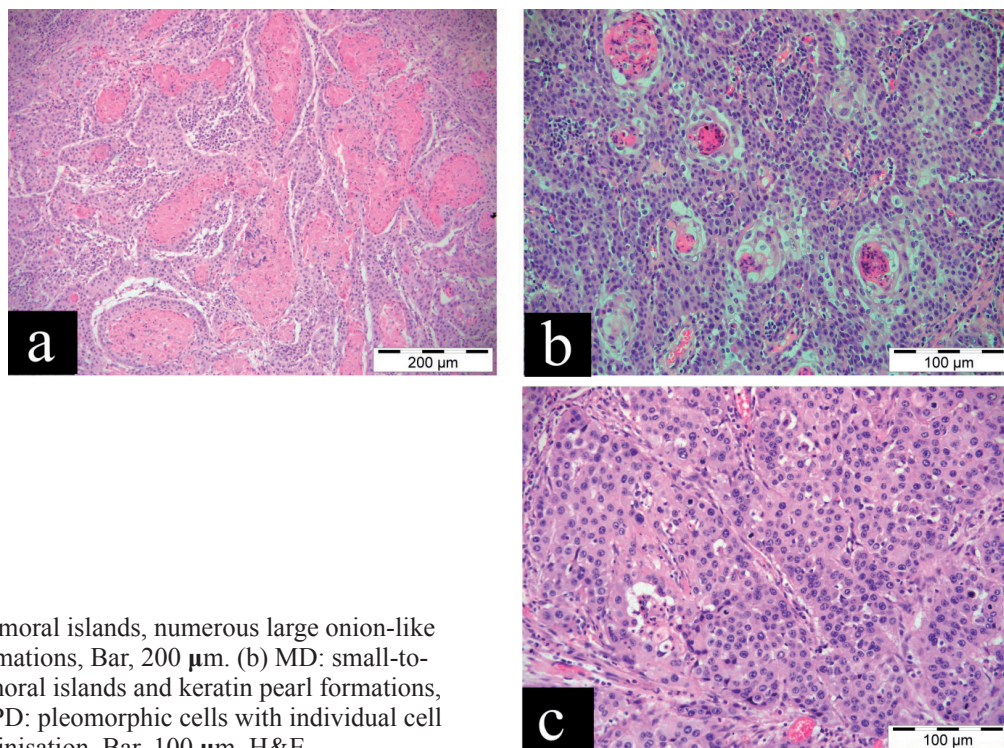 a
200 µm
b
100 µm
c
100 µm
moral islands, numerous large onion-like
mations, Bar, 200 µm. (b) MD: small-to-
noral islands and keratin pearl formations,
PD: pleomorphic cells with individual cell